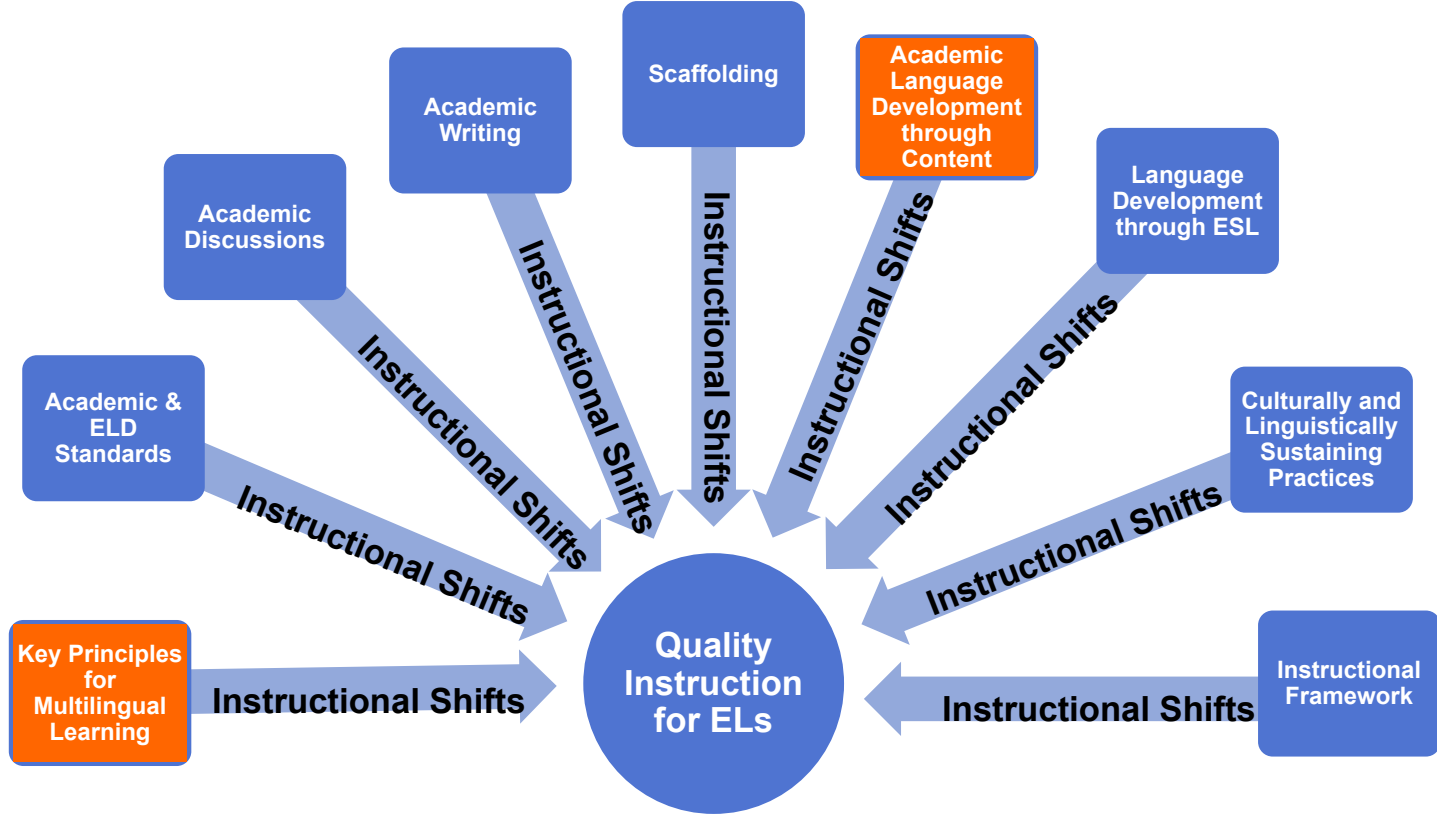 Scaffolding
Academic
Language
Development
through
Content
Academic
Writing
Language
Development
through ESL
Academic
Discussions
Academic &
ELD
Standards
Culturally and
Linguistically
Sustaining
Practices
Key Principles
for
Multilingual
Learning
Instructional
Framework
Instructional Shifts
Instructional Shifts
Instructional Shifts
Instructional Shifts
Instructional Shifts
Instructional Shifts
Instructional Shifts
Instructional Shifts
Instructional Shifts
Quality
Instruction
for ELs